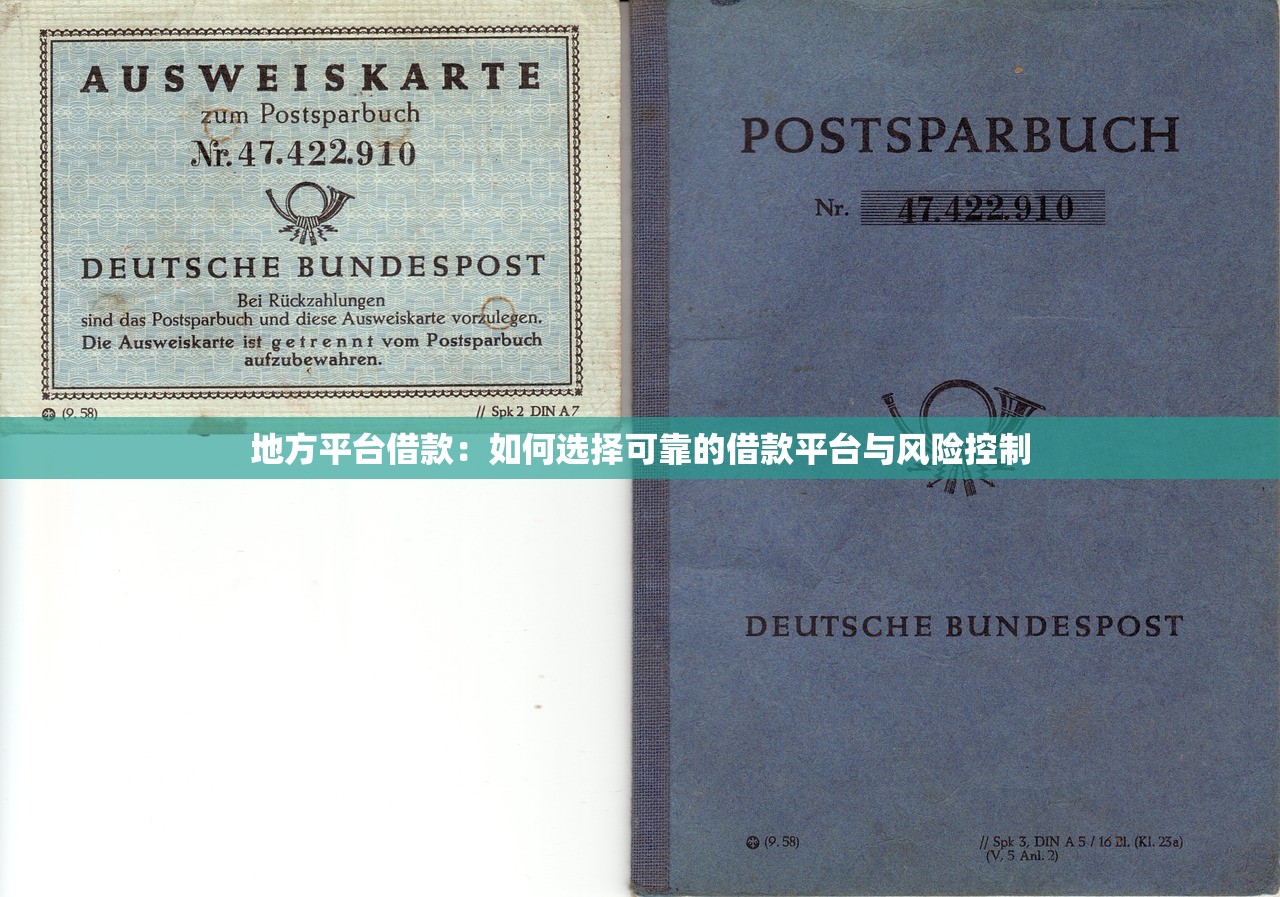 AUSWEISKARTE
zum Postsparbuch
Nr. 47.422.910
DEUTSCHE BUNDESPOST
Bei Rückzahlungen
sind das Postsparbuch und diese Ausweiskarte vorzulegen.
Die Ausweiskarte ist getrennt vom Postsparbuch
aufzubewahren.
(9. 58)
// Spk 2 DIN A 7
地方平台借款：如何选择可靠的借款平台与风险控制
POSTSPARBUCH
Nr. 47.422.910
DEUTSCHE BUNDESPOST
(9. 58)
// Spk 3, DIN A 5 / 16 Bl. (Kl. 23a)
(V, 5 Anl. 2)